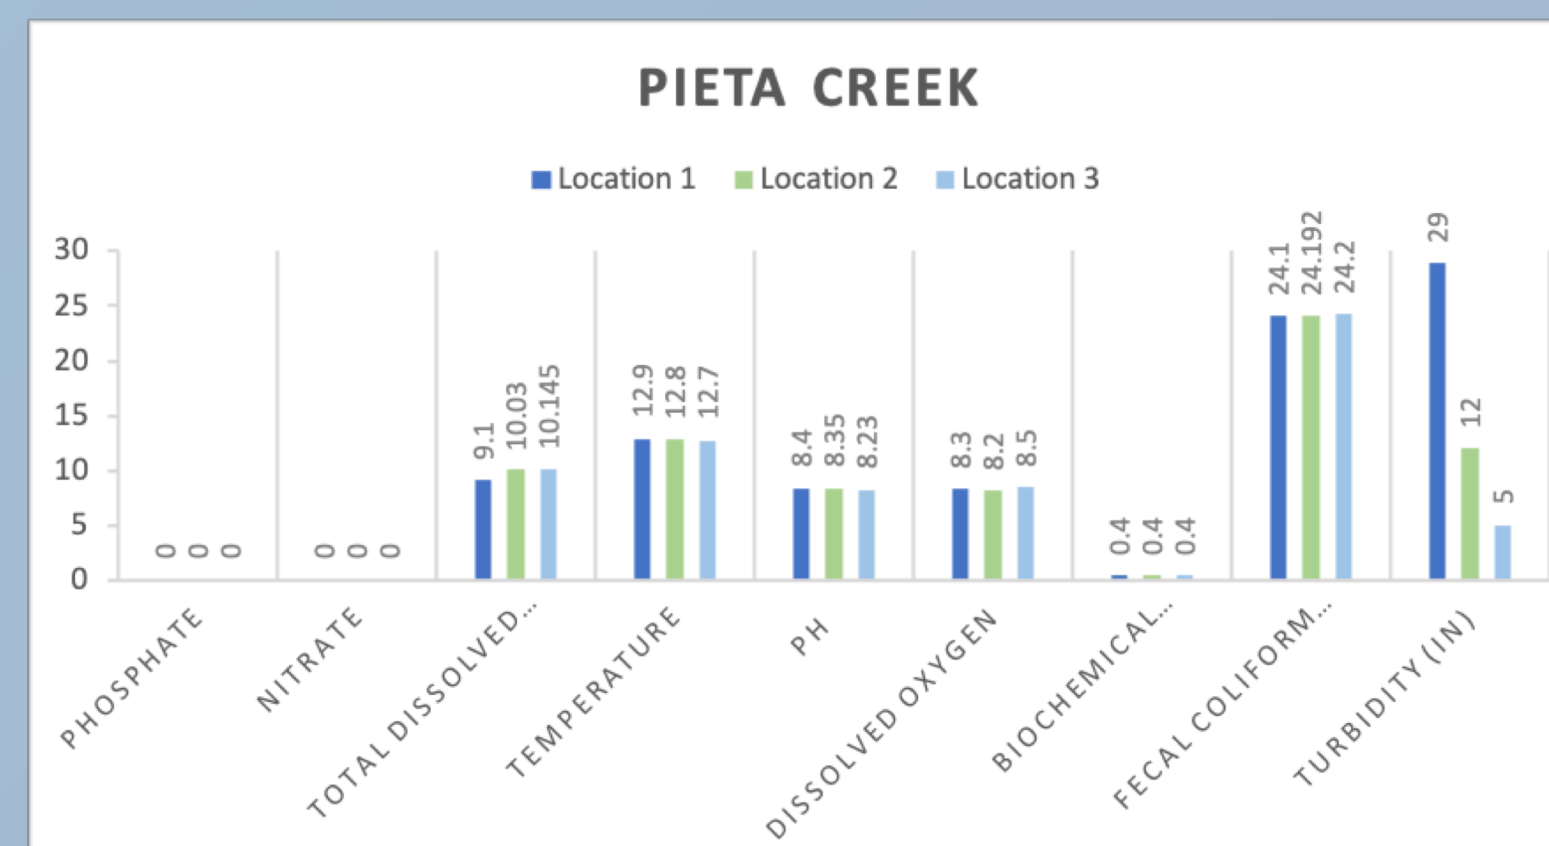 PIETA CREEK
Location 1 Location 2 Location 3
30
25
20
15
10
5
0
0 0 0
0 0 0
9.1 10.03 10.145
12.9 12.8 12.7
8.4 8.35 8.23
8.3 8.2 8.5
0.4 0.4 0.4
24.1 24.192 24.2
29 12 5
PHOSPHATE
NITRATE
TOTAL DISSOLVED...
TEMPERATURE
PH
DISSOLVED OXYGEN
BIOCHEMICAL...
FECAL COLIFORM...
TURBIDITY (IN)